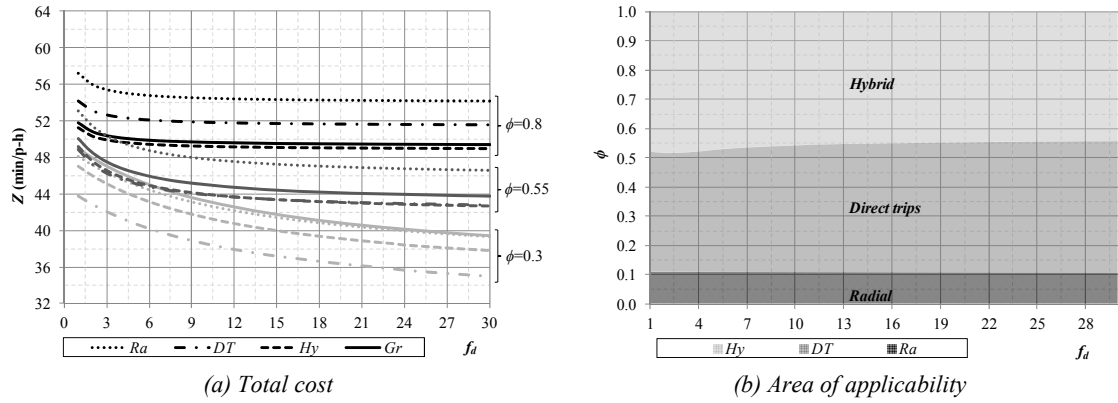 64
60
56
52
48
44
40
36
32
Z (min/p-h)
0 3 6 9 12 15 18 21 24 27 30
f_d
ϕ=0.8
ϕ=0.55
ϕ=0.3
Ra DT Hy Gr
(a) Total cost
1.0
0.9
0.8
0.7
0.6
0.5
0.4
0.3
0.2
0.1
0.0
ϕ
Hybrid
Direct trips
Radial
1 4 7 10 13 16 19 22 25 28
f_d
Hy DT Ra
(b) Area of applicability